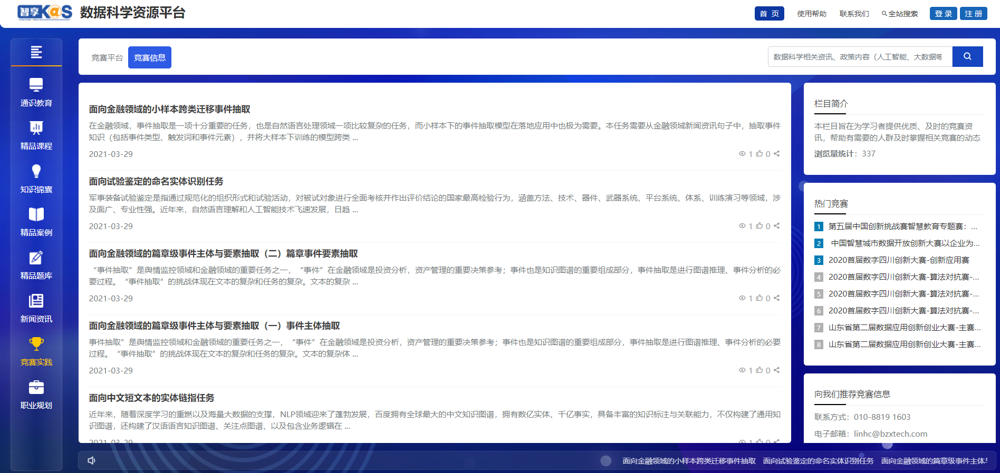 智享K@S 数据科学资源平台
首 页 使用帮助 联系我们 全站搜索 登 录 注 册
竞赛平台 竞赛信息
数据科学相关资讯、政策内容（人工智能、大数据等
通识教育
精品课程
知识锦囊
精品案例
精品题库
新闻资讯
竞赛实践
职业规划
面向金融领域的小样本跨类迁移事件抽取
在金融领域，事件抽取是一项十分重要的任务，也是自然语言处理领域一项比较复杂的任务，而小样本下的事件抽取模型在落地应用中也极为需要。本任务需要从金融领域新闻资讯句子中，抽取事件
知识（包括事件类型、触发词和事件元素），并将大样本下训练的模型跨类 ...
2021-03-29 1 0
面向试验鉴定的命名实体识别任务
军事装备试验鉴定是指通过规范化的组织形式和试验活动，对被试对象进行全面考核并作出评价结论的国家最高检验行为，涵盖方法、技术、器件、武器系统、平台系统、体系、训练演习等领域，涉
及面广、专业性强。近年来，自然语言理解和人工智能技术飞速发展，日趋 ...
2021-03-29 1 0
面向金融领域的篇章级事件主体与要素抽取（二）篇章事件要素抽取
“事件抽取”是舆情监控领域和金融领域的重要任务之一，“事件”在金融领域是投资分析，资产管理的重要决策参考；事件也是知识图谱的重要组成部分，事件抽取是进行图谱推理、事件分析的必
要过程。“事件抽取”的挑战体现在文本的复杂和任务的复杂。文本的复杂 ...
2021-03-29 1 0
面向金融领域的篇章级事件主体与要素抽取（一）事件主体抽取
事件抽取”是舆情监控领域和金融领域的重要任务之一，“事件”在金融领域是投资分析，资产管理的重要决策参考；事件也是知识图谱的重要组成部分，事件抽取是进行图谱推理、事件分析的必要
过程。“事件抽取”的挑战体现在文本的复杂和任务的复杂。文本的复杂体 ...
2021-03-29 1 0
面向中文短文本的实体链指任务
近年来，随着深度学习的重燃以及海量大数据的支撑，NLP领域迎来了蓬勃发展，百度拥有全球最大的中文知识图谱，拥有数亿实体、千亿事实，具备丰富的知识标注与关联能力，不仅构建了通用知
识图谱，还构建了汉语语言知识图谱、关注点图谱、以及包含业务逻辑在 ...
2021-03-29 1 0
栏目简介
本栏目旨在为学习者提供优质、及时的竞赛资
讯，帮助有需要的人群及时掌握相关竞赛的动态
浏览量统计：337
热门竞赛
1 第五届中国创新挑战赛智慧教育专题赛：...
2 中国智慧城市数据开放创新大赛以企业为...
3 2020首届数字四川创新大赛-创新应用赛
4 2020首届数字四川创新大赛-算法对抗赛-...
5 2020首届数字四川创新大赛-算法对抗赛-...
6 2020首届数字四川创新大赛-算法对抗赛-...
7 山东省第二届数据应用创新创业大赛-主赛...
8 山东省第二届数据应用创新创业大赛-主赛...
向我们推荐竞赛信息
联系方式：010-8819 1603
电子邮箱：linhc@bzxtech.com
面向金融领域的小样本跨类迁移事件抽取 面向试验鉴定的命名实体识别任务 面向金融领域的篇章级事件主体